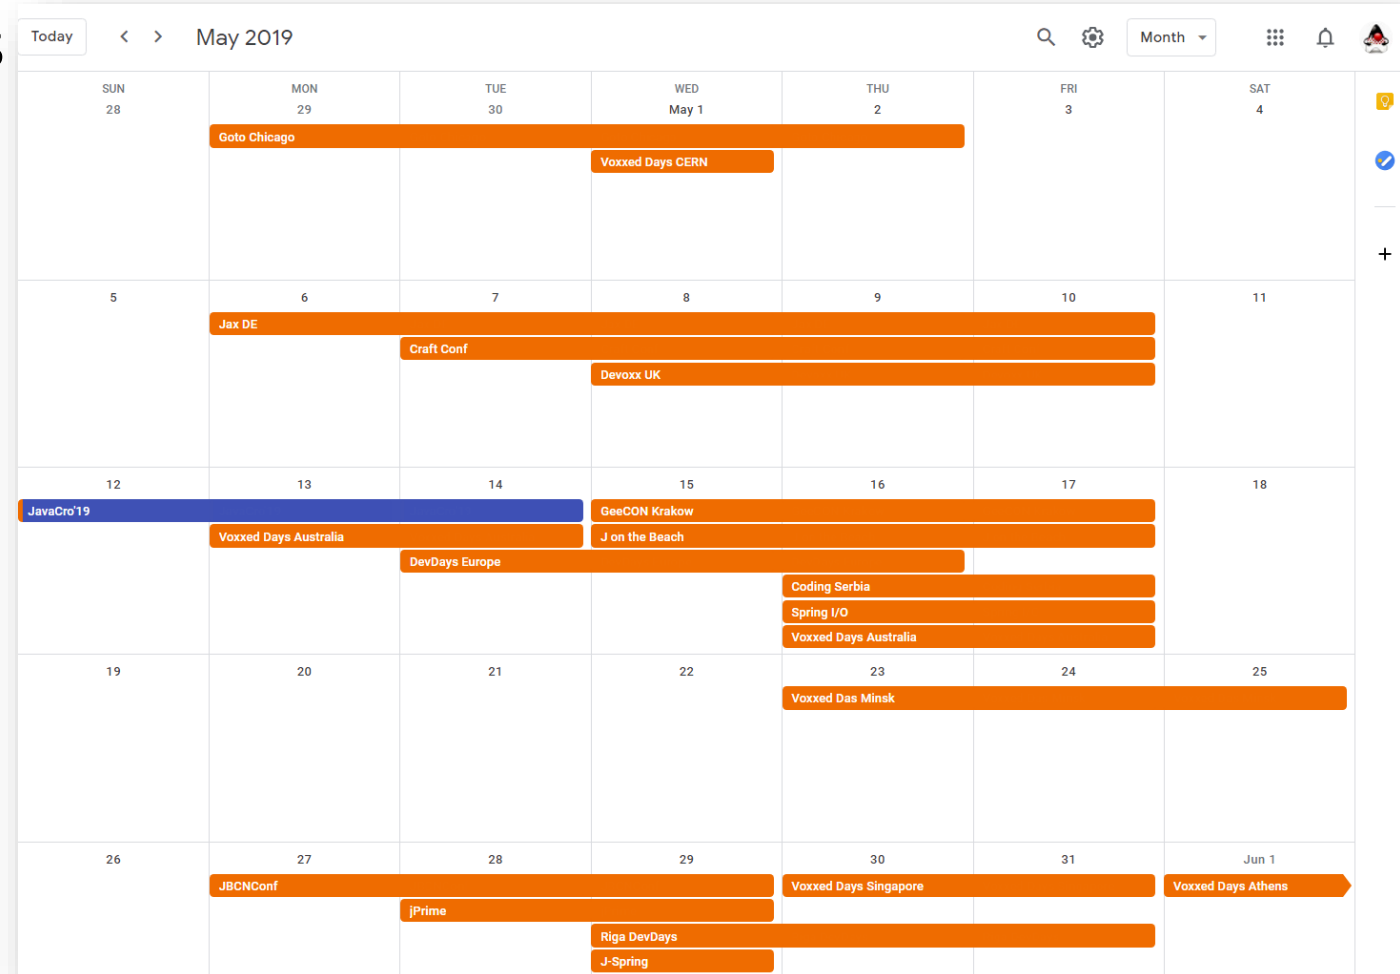 Today May 2019 Month
SUN MON TUE WED THU FRI SAT
28 29 30 May 1 2 3 4
Goto Chicago
Voxxed Days CERN
5 6 7 8 9 10 11
Jax DE
Craft Conf
Devoxx UK
12 13 14 15 16 17 18
JavaCro'19 GeeCON Krakow
Voxxed Days Australia J on the Beach
DevDays Europe
Coding Serbia
Spring I/O
Voxxed Days Australia
19 20 21 22 23 24 25
Voxxed Das Minsk
26 27 28 29 30 31 Jun 1
JBCNConf Voxxed Days Singapore Voxxed Days Athens
jPrime
Riga DevDays
J-Spring